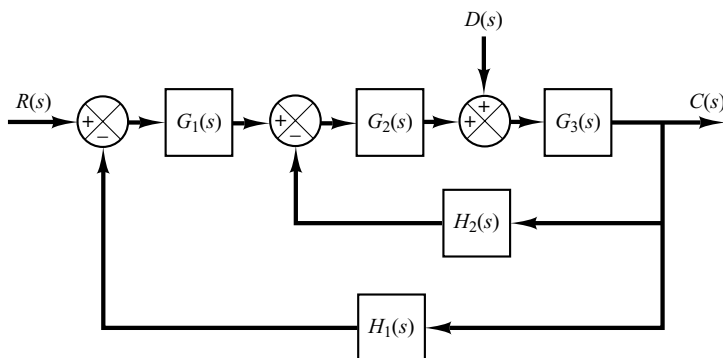 D(s)
R(s)
+
−
G₁(s)
+
−
G₂(s)
+
+
G₃(s)
C(s)
H₂(s)
H₁(s)